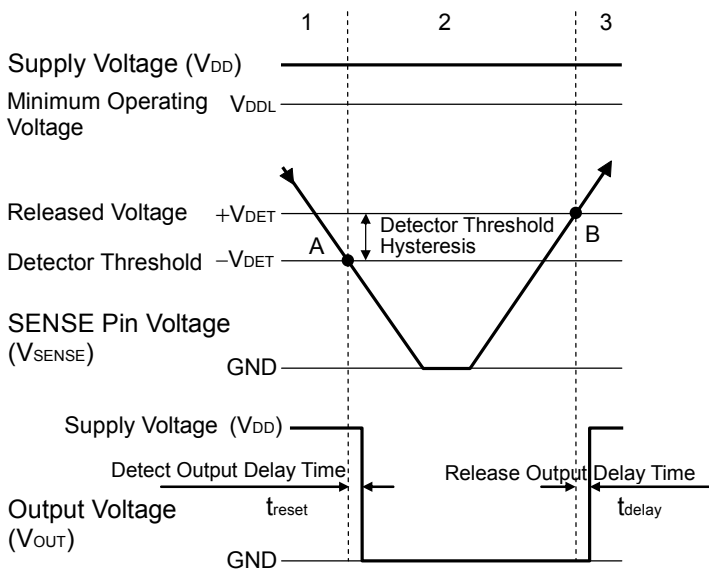 1 2 3
Supply Voltage (VDD)
Minimum Operating VDDL
Voltage
Released Voltage +VDET
Detector Threshold
Hysteresis
A B
Detector Threshold −VDET
SENSE Pin Voltage
(VSENSE)
GND
Supply Voltage (VDD)
Detect Output Delay Time Release Output Delay Time
treset tdelay
Output Voltage
(VOUT)
GND